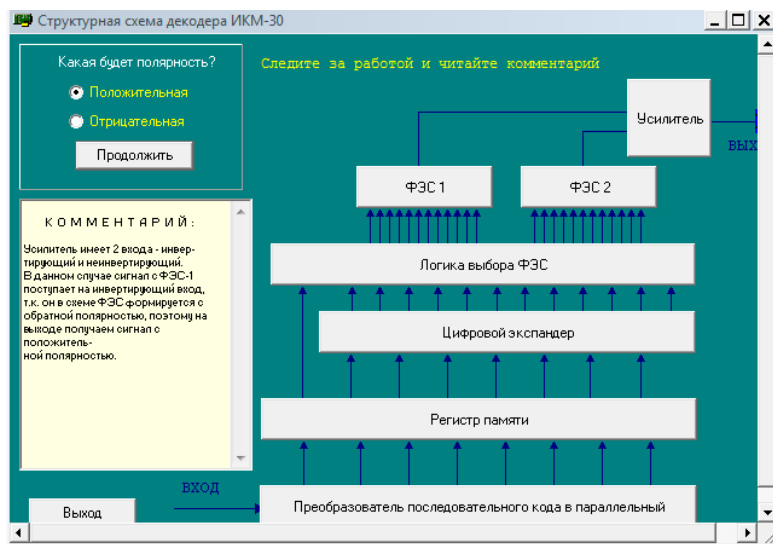 Структурная схема декодера ИКМ-30
Какая будет полярность?
Положительная
Отрицательная
Продолжить
Следите за работой и читайте комментарий
Усилитель
ВЫХ
ФЭС 1
ФЭС 2
КОММЕНТАРИЙ:
Усилитель имеет 2 входа - инвер-
тирующий и неинвертирующий.
В данном случае сигнал с ФЭС-1
поступает на инвертирующий вход,
т.к. он в схеме ФЭС формируется с
обратной полярностью, поэтому на
выходе получаем сигнал с
положитель-
ной полярностью.
Логика выбора ФЭС
Цифровой экспандер
Регистр памяти
ВХОД
Преобразователь последовательного кода в параллельный
Выход